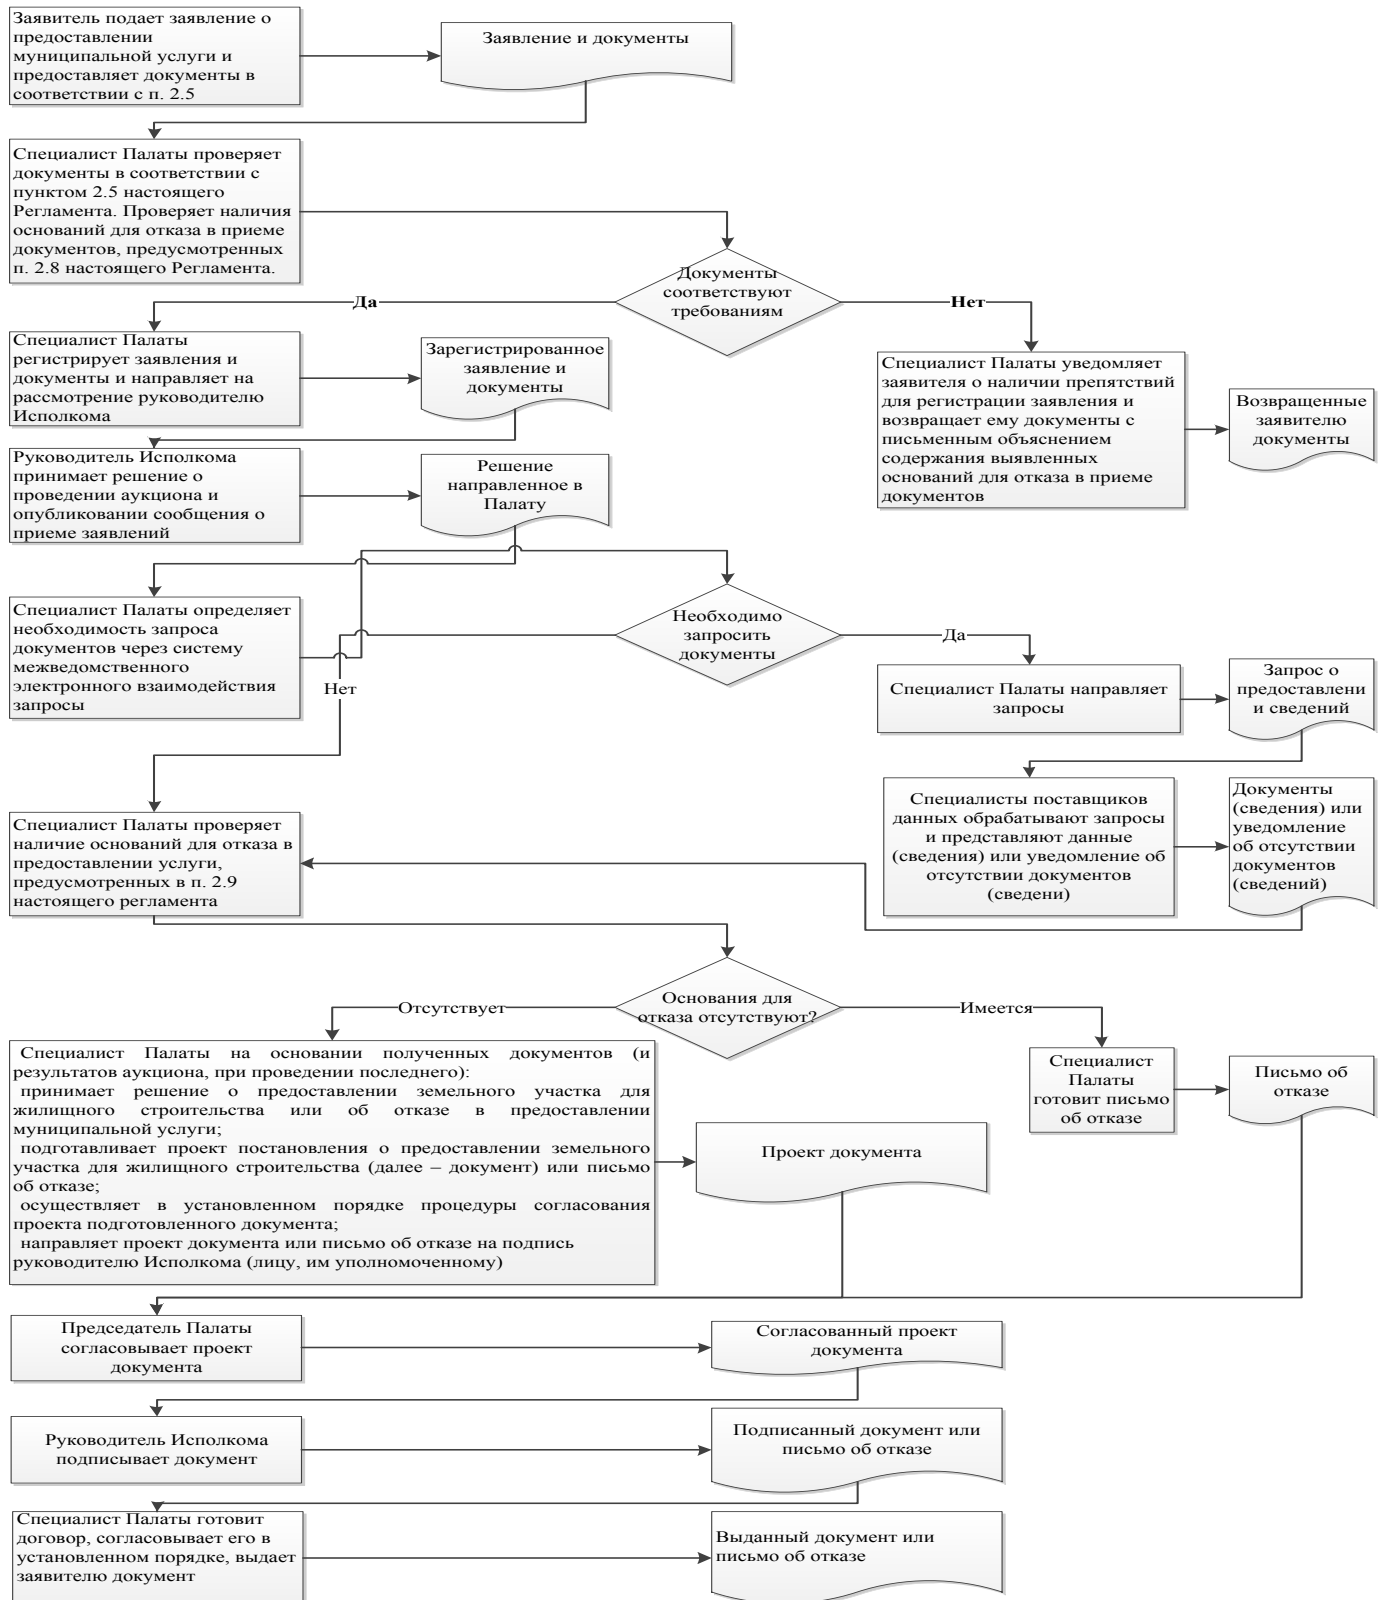 Заявитель подает заявление о
предоставлении
муниципальной услуги и
предоставляет документы в
соответствии с п. 2.5
Заявление и документы
Специалист Палаты проверяет
документы в соответствии с
пунктом 2.5 настоящего
Регламента. Проверяет наличия
оснований для отказа в приеме
документов, предусмотренных
п. 2.8 настоящего Регламента.
Документы
соответствуют
требованиям
Да
Нет
Специалист Палаты
регистрирует заявления и
документы и направляет на
рассмотрение руководителю
Исполкома
Зарегистрированное
заявление и
документы
Специалист Палаты уведомляет
заявителя о наличии препятствий
для регистрации заявления и
возвращает ему документы с
письменным объяснением
содержания выявленных
оснований для отказа в приеме
документов
Возвращенные
заявителю
документы
Руководитель Исполкома
принимает решение о
проведении аукциона и
опубликовании сообщения о
приеме заявлений
Решение
направленное в
Палату
Специалист Палаты определяет
необходимость запроса
документов через систему
межведомственного
электронного взаимодействия
запросы
Необходимо
запросить
документы
Да
Нет
Специалист Палаты направляет
запросы
Запрос о
предоставлени
и сведений
Специалисты поставщиков
данных обрабатывают запросы
и представляют данные
(сведения) или уведомление об
отсутствии документов
(сведени)
Документы
(сведения) или
уведомление
об отсутствии
документов
(сведений)
Специалист Палаты проверяет
наличие оснований для отказа в
предоставлении услуги,
предусмотренных в п. 2.9
настоящего регламента
Основания для
отказа отсутствуют?
Отсутствует
Имеется
Специалист Палаты на основании полученных документов (и
результатов аукциона, при проведении последнего):
принимает решение о предоставлении земельного участка для
жилищного строительства или об отказе в предоставлении
муниципальной услуги;
подготавливает проект постановления о предоставлении земельного
участка для жилищного строительства (далее – документ) или письмо
об отказе;
осуществляет в установленном порядке процедуры согласования
проекта подготовленного документа;
направляет проект документа или письмо об отказе на подпись
руководителю Исполкома (лицу, им уполномоченному)
Проект документа
Специалист
Палаты
готовит письмо
об отказе
Письмо об
отказе
Председатель Палаты
согласовывает проект
документа
Согласованный проект
документа
Руководитель Исполкома
подписывает документ
Подписанный документ или
письмо об отказе
Специалист Палаты готовит
договор, согласовывает его в
установленном порядке, выдает
заявителю документ
Выданный документ или
письмо об отказе